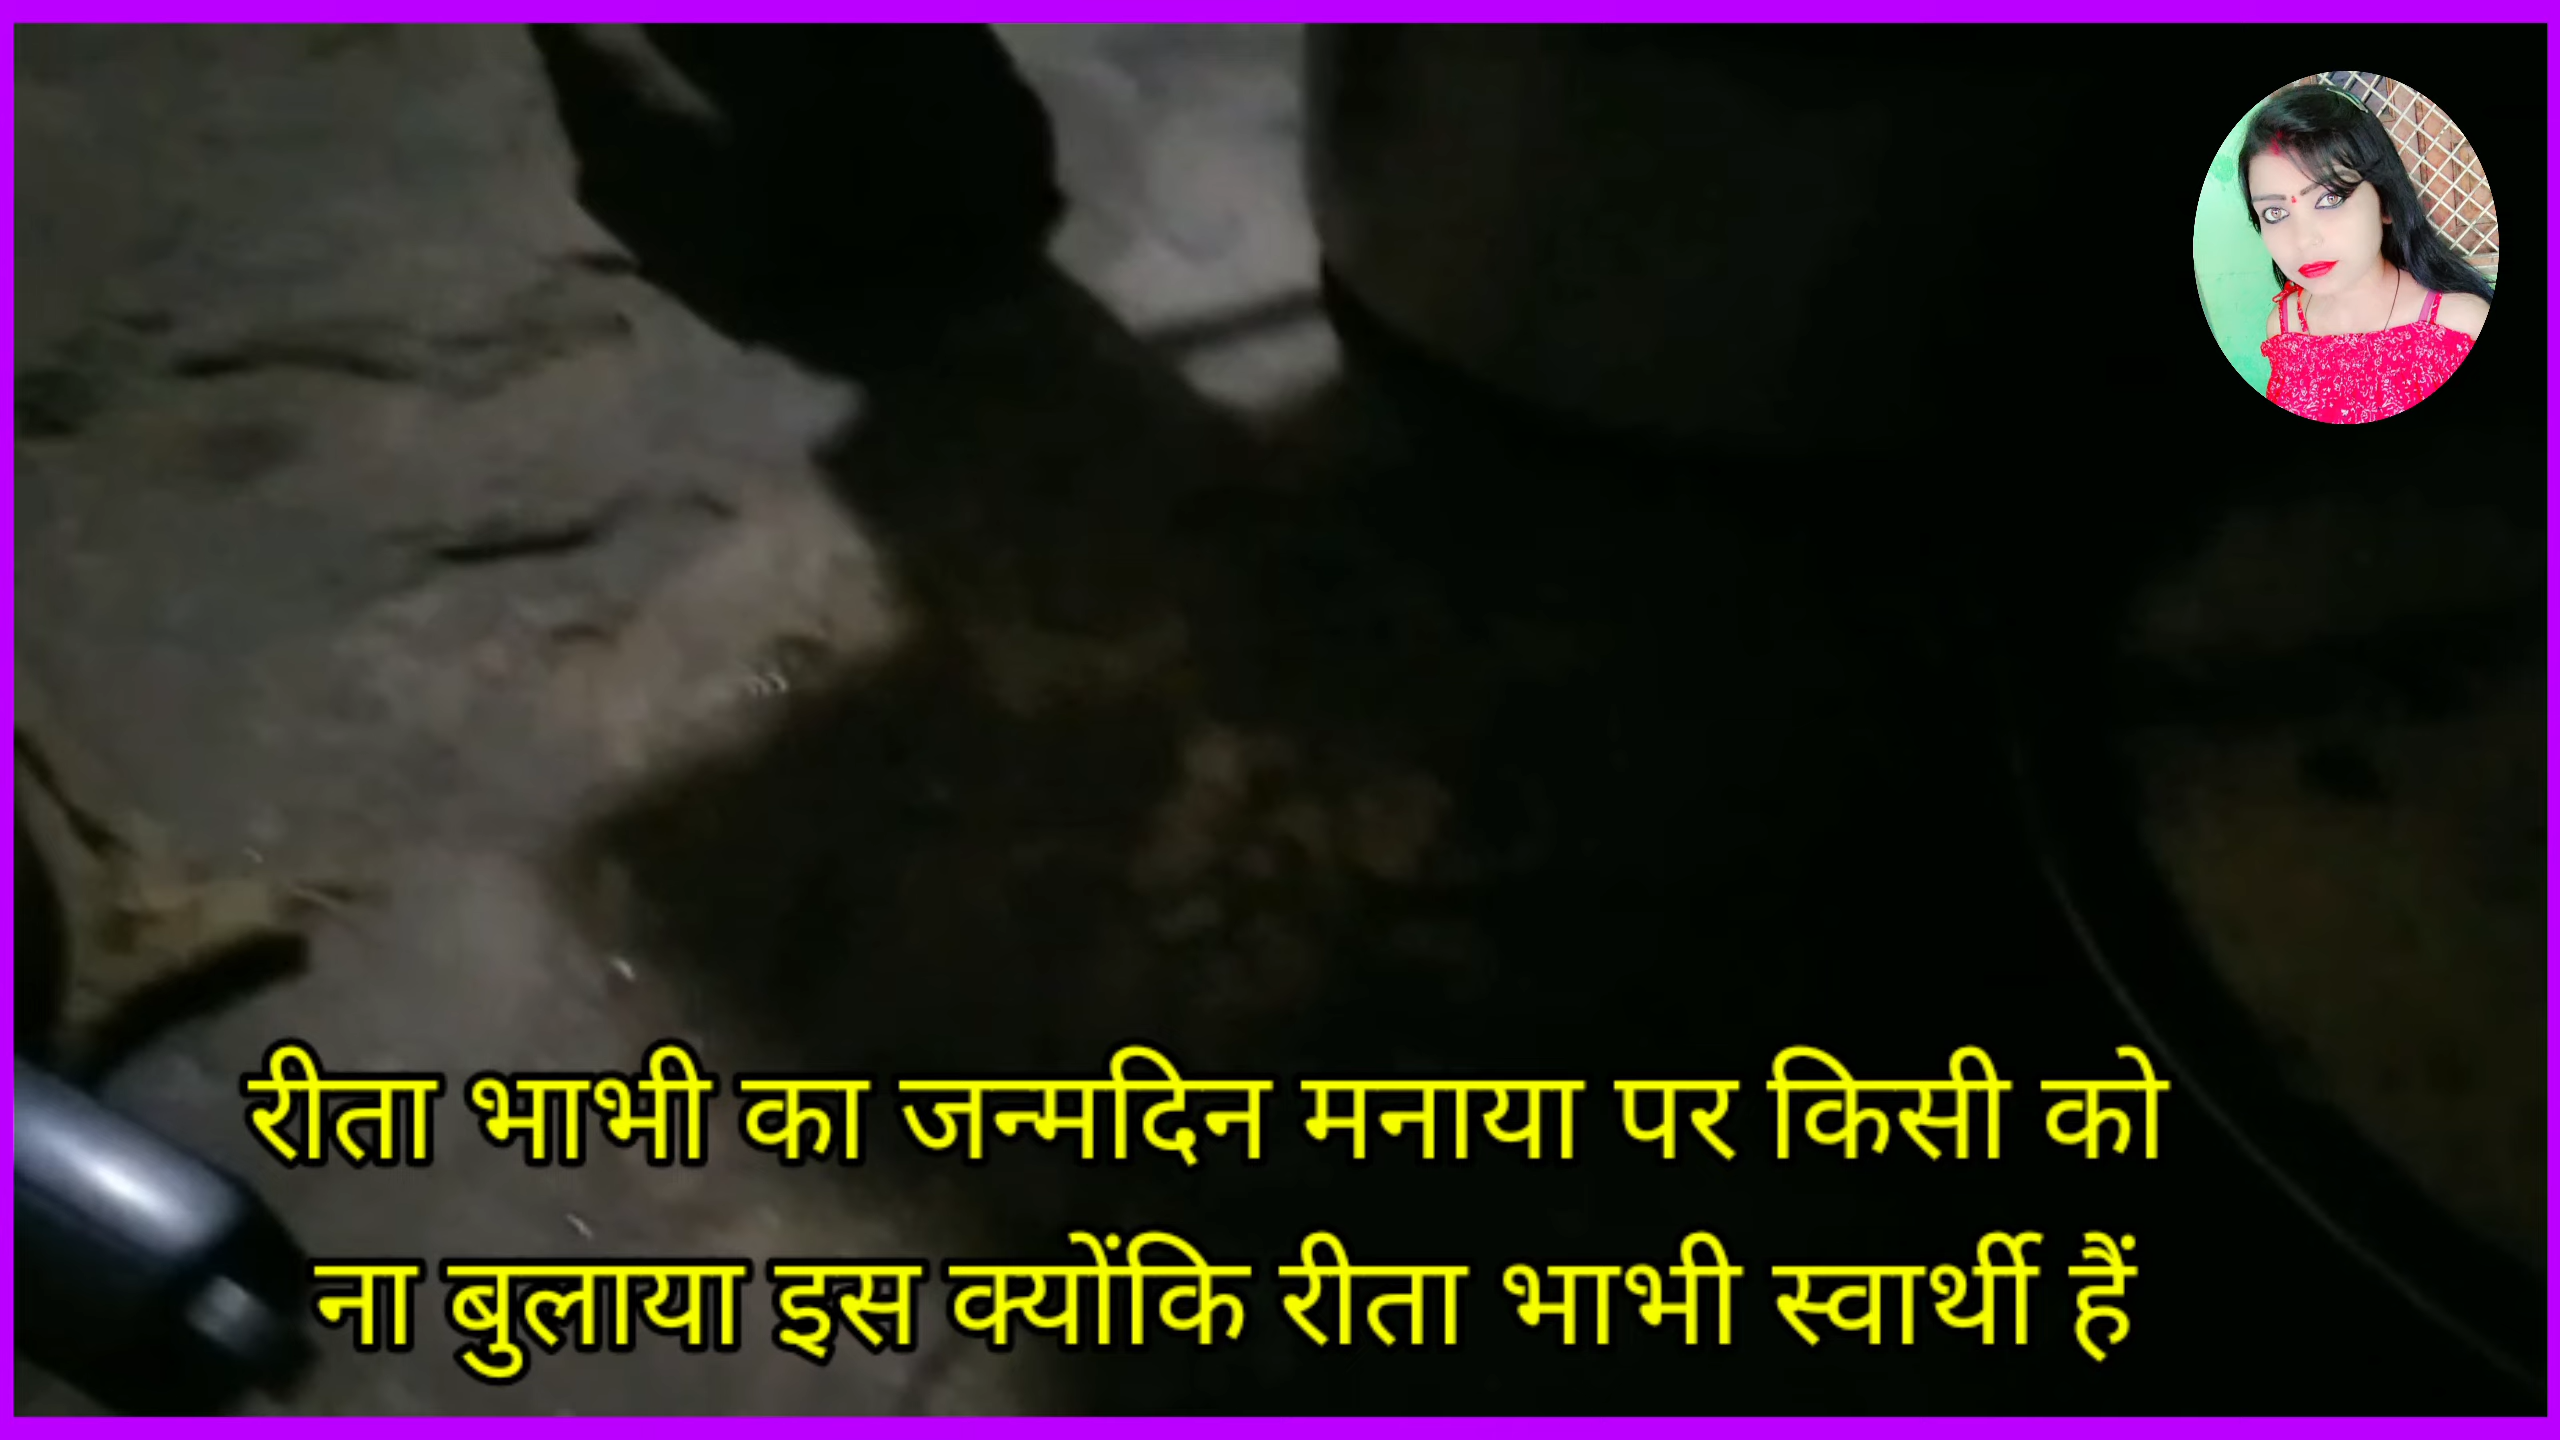 रीता भाभी का जन्मदिन मनाया पर किसी को
ना बुलाया इस क्योंकि रीता भाभी स्वार्थी हैं